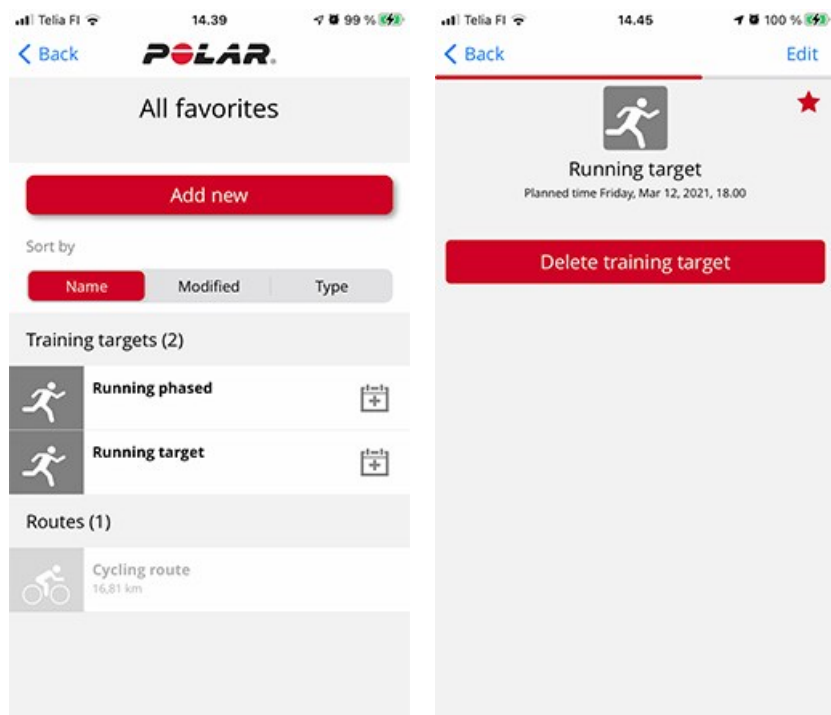 Telia FI 14.39 99 %
Back POLAR.
All favorites
Add new
Sort by
Name Modified Type
Training targets (2)
Running phased
Running target
Routes (1)
Cycling route
16,81 km
Telia FI 14.45 100 %
Back Edit
Running target
Planned time Friday, Mar 12, 2021, 18.00
Delete training target